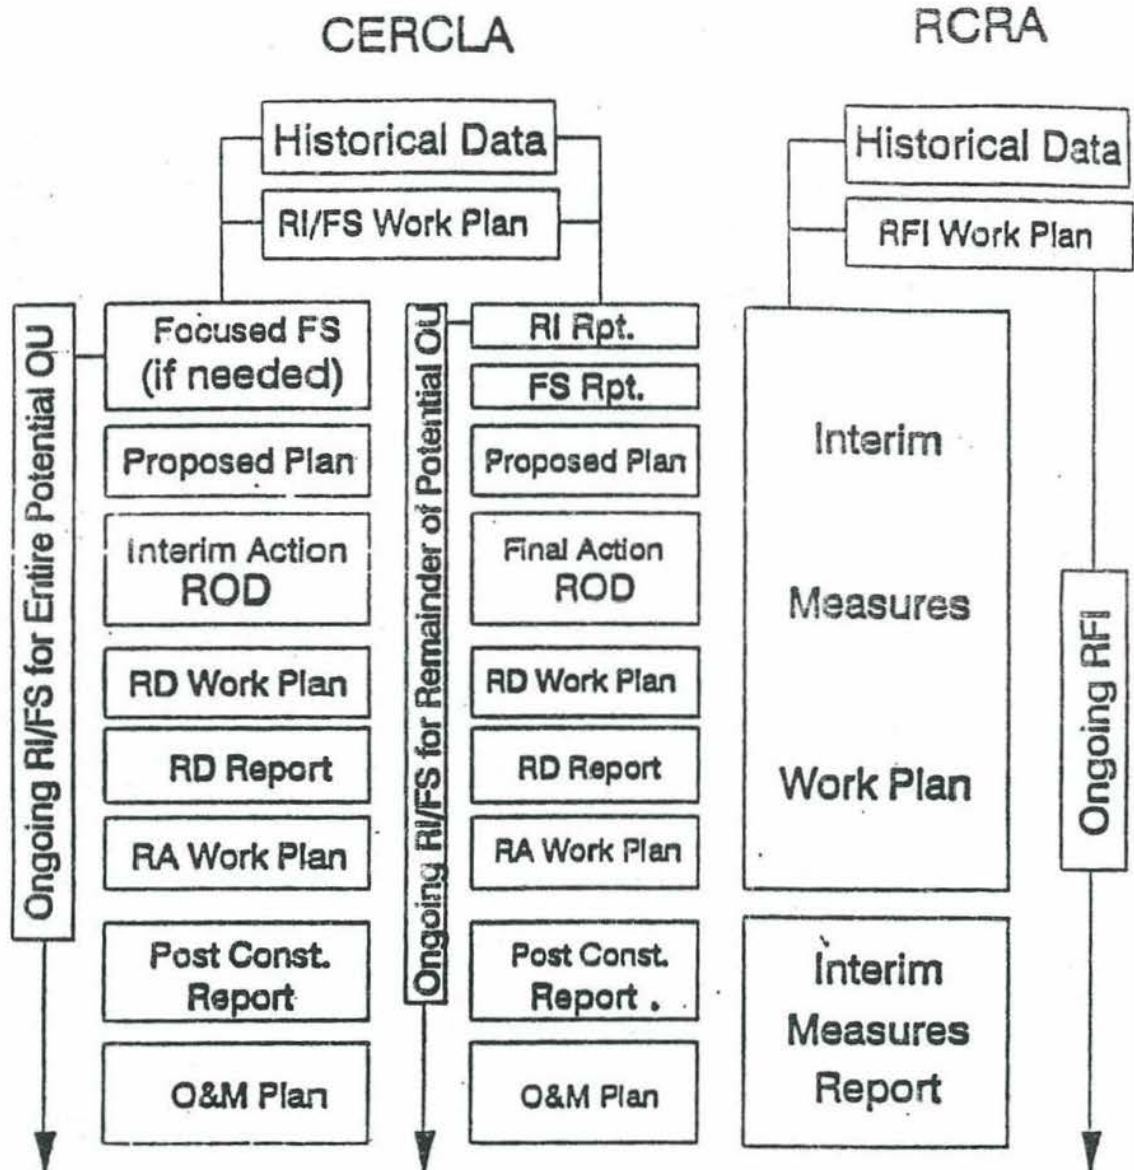 CERCLA
Historical Data
RI/FS Work Plan
Ongoing RI/FS for Entire Potential OU
Focused FS
(if needed)
Proposed Plan
Interim Action
ROD
RD Work Plan
RD Report
RA Work Plan
Post Const.
Report
O&M Plan
Ongoing RI/FS for Remainder of Potential OU
RI Rpt.
FS Rpt.
Proposed Plan
Final Action
ROD
RD Work Plan
RD Report
RA Work Plan
Post Const.
Report .
O&M Plan
RCRA
Historical Data
RFI Work Plan
Interim
Measures
Work Plan
Interim
Measures
Report
Ongoing RFI